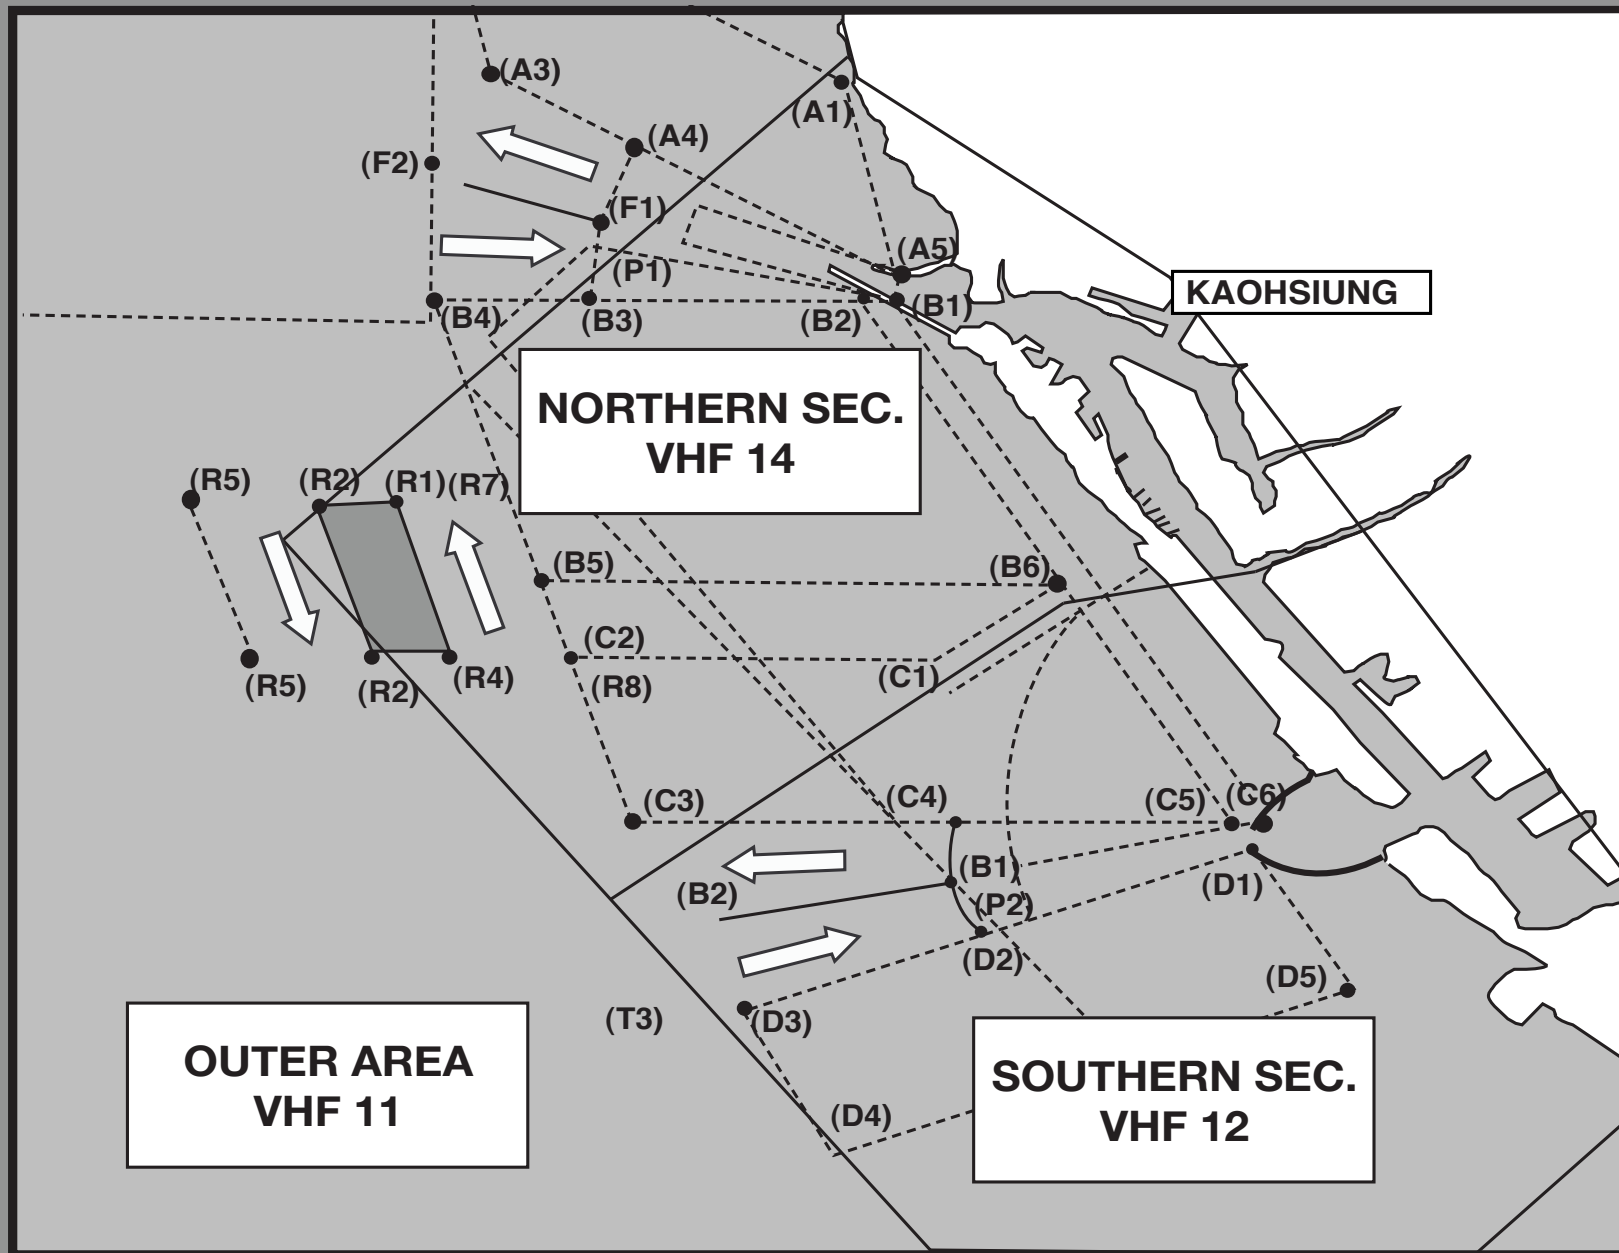 (A3)
(A1)
(A4)
(F2)
(F1)
(A5)
(P1)
KAOHSIUNG
(B4)
(B3)
(B2)
(B1)
NORTHERN SEC.
VHF 14
(R5)
(R2)
(R1)
(R7)
(B5)
(B6)
(C2)
(C1)
(R5)
(R2)
(R4)
(R8)
(C3)
(C4)
(C5)
(C6)
(B2)
(B1)
(D1)
(P2)
(D2)
(D5)
(T3)
(D3)
OUTER AREA
VHF 11
SOUTHERN SEC.
VHF 12
(D4)